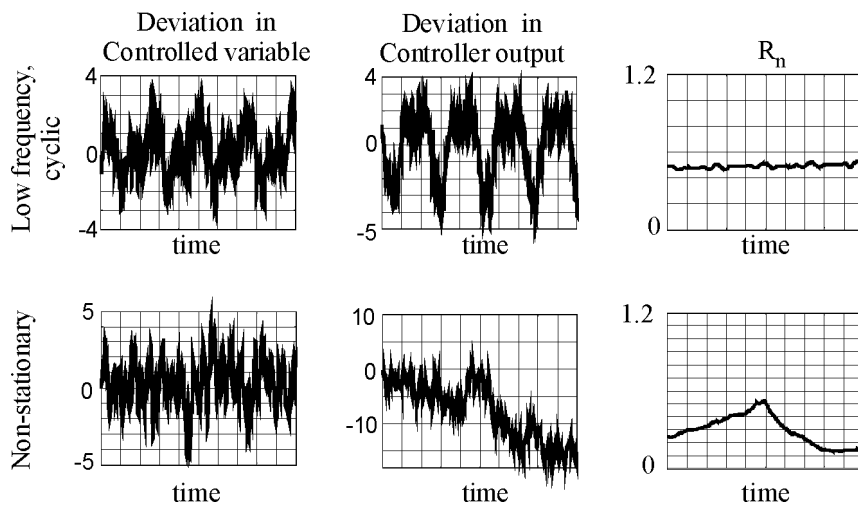 Deviation in
Controlled variable
Deviation in
Controller output
Rn
Low frequency,
cyclic
4
0
-4
time
4
0
-5
time
1.2
0
time
Non-stationary
5
0
-5
time
10
0
-10
time
1.2
0
time